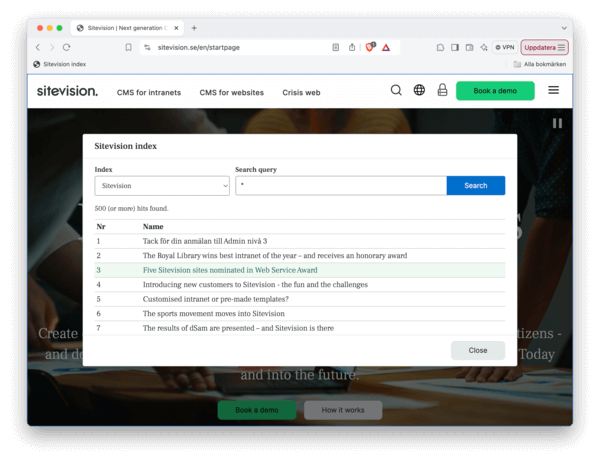 Sitevision | Next generation
sitevision.se/en/startpage
VPN
Uppdatera
Sitevision index
Alla bokmärken
sitevision.
CMS for intranets
CMS for websites
Crisis web
Book a demo
Sitevision index
Index
Search query
Sitevision
*
Search
500 (or more) hits found.
Nr Name
1 Tack för din anmälan till Admin nivå 3
2 The Royal Library wins best intranet of the year – and receives an honorary award
3 Five Sitevision sites nominated in Web Service Award
4 Introducing new customers to Sitevision - the fun and the challenges
5 Customised intranet or pre-made templates?
6 The sports movement moves into Sitevision
7 The results of dSam are presented – and Sitevision is there
Close
Create
-
Today
and into the future.
Book a demo
How it works